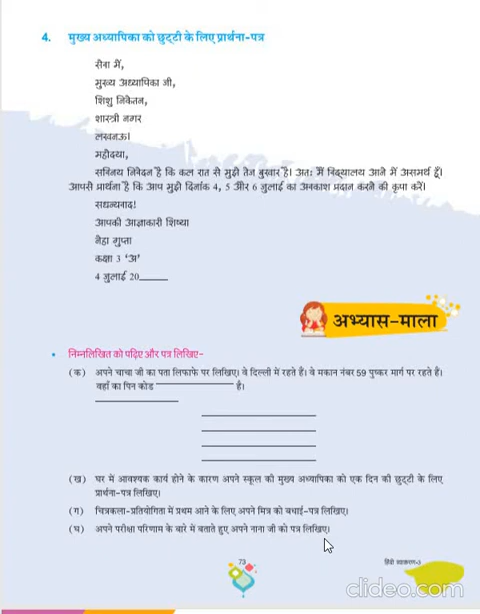 4. मुख्य अध्यापिका को छुट्टी के लिए प्रार्थना-पत्र
सेवा में,
मुख्य अध्यापिका जी,
शिशु निकेतन,
शास्त्री नगर
लखनऊ।
महोदया,
सविनय निवेदन है कि कल रात से मुझे तेज बुखार है। अतः मैं विद्यालय आने में असमर्थ हूँ।
आपसे प्रार्थना है कि आप मुझे दिनांक 4, 5 और 6 जुलाई का अवकाश प्रदान करने की कृपा करें।
सधन्यवाद!
आपकी आज्ञाकारी शिष्या
नेहा गुप्ता
कक्षा 3 ‘अ’
4 जुलाई 20_____
अभ्यास-माला
• निम्नलिखित को पढ़िए और पत्र लिखिए-
(क) अपने चाचा जी का पता लिफाफे पर लिखिए। वे दिल्ली में रहते हैं। वे मकान नंबर 59 पुष्कर मार्ग पर रहते हैं।
वहाँ का पिन कोड _____________ है।
(ख) घर में आवश्यक कार्य होने के कारण अपने स्कूल की मुख्य अध्यापिका को एक दिन की छुट्टी के लिए
प्रार्थना-पत्र लिखिए।
(ग) चित्रकला-प्रतियोगिता में प्रथम आने के लिए अपने मित्र को बधाई-पत्र लिखिए।
(घ) अपने परीक्षा परिणाम के बारे में बताते हुए अपने नाना जी को पत्र लिखिए।
73
हिंदी व्याकरण-3
clideo.com